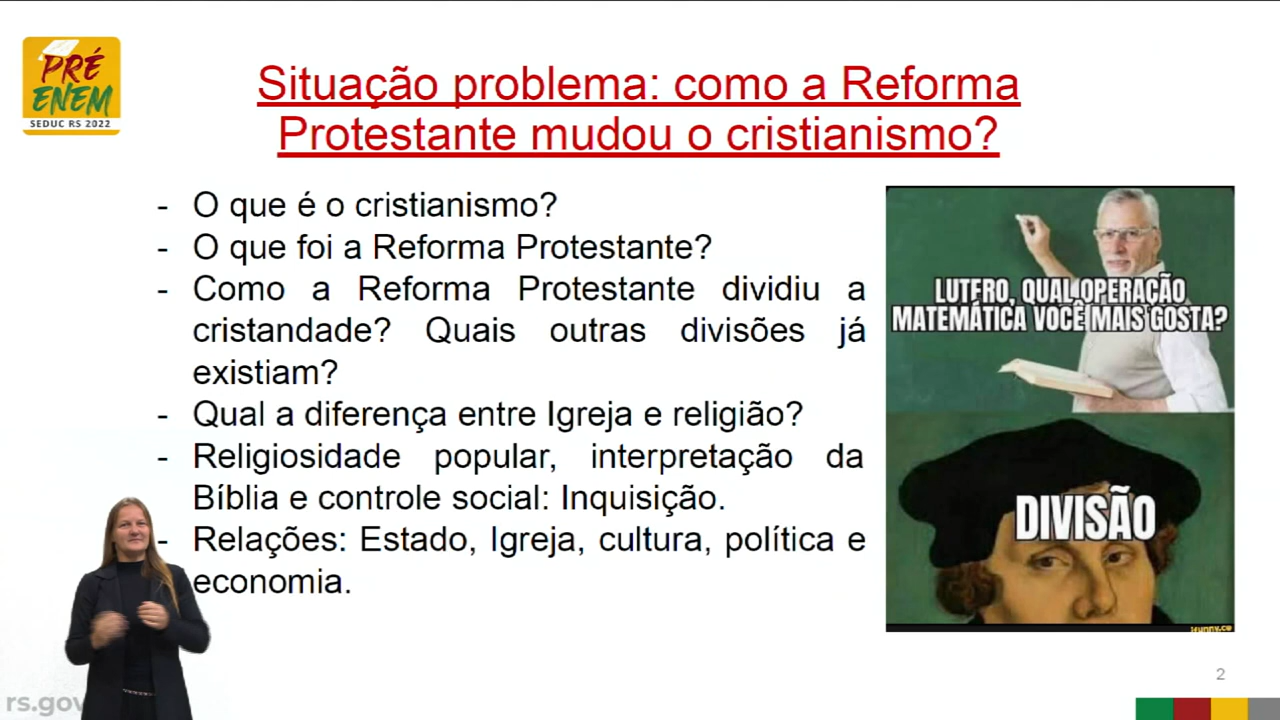 PRÉ
ENEM
SEDUC RS 2022
Situação problema: como a Reforma
Protestante mudou o cristianismo?
- O que é o cristianismo?
- O que foi a Reforma Protestante?
- Como a Reforma Protestante dividiu a
cristandade? Quais outras divisões já
existiam?
- Qual a diferença entre Igreja e religião?
- Religiosidade popular, interpretação da
Bíblia e controle social: Inquisição.
- Relações: Estado, Igreja, cultura, política e
economia.
LUTERO, QUAL OPERAÇÃO
MATEMÁTICA VOCÊ MAIS GOSTA?
DIVISÃO
ifunny.co
2
rs.gov